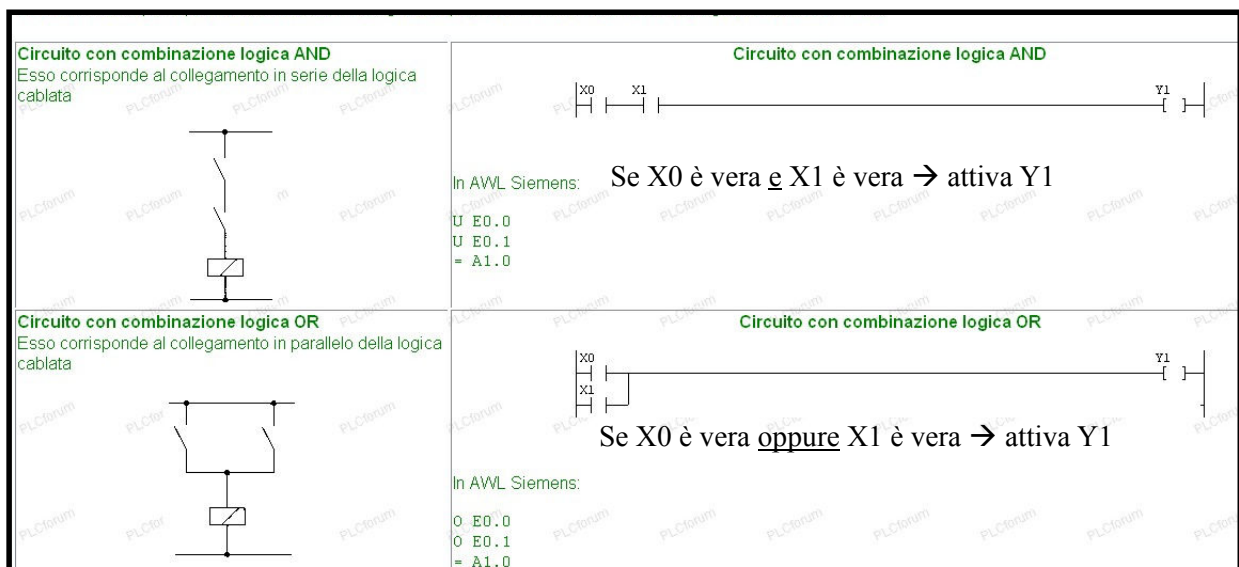 Circuito con combinazione logica AND
Esso corrisponde al collegamento in serie della logica
cablata
Circuito con combinazione logica AND
X0 X1 Y1
Se X0 è vera e X1 è vera → attiva Y1
In AWL Siemens:
U E0.0
U E0.1
= A1.0
Circuito con combinazione logica OR
Esso corrisponde al collegamento in parallelo della logica
cablata
Circuito con combinazione logica OR
X0 Y1
X1
Se X0 è vera oppure X1 è vera → attiva Y1
In AWL Siemens:
O E0.0
O E0.1
= A1.0
PLCforum